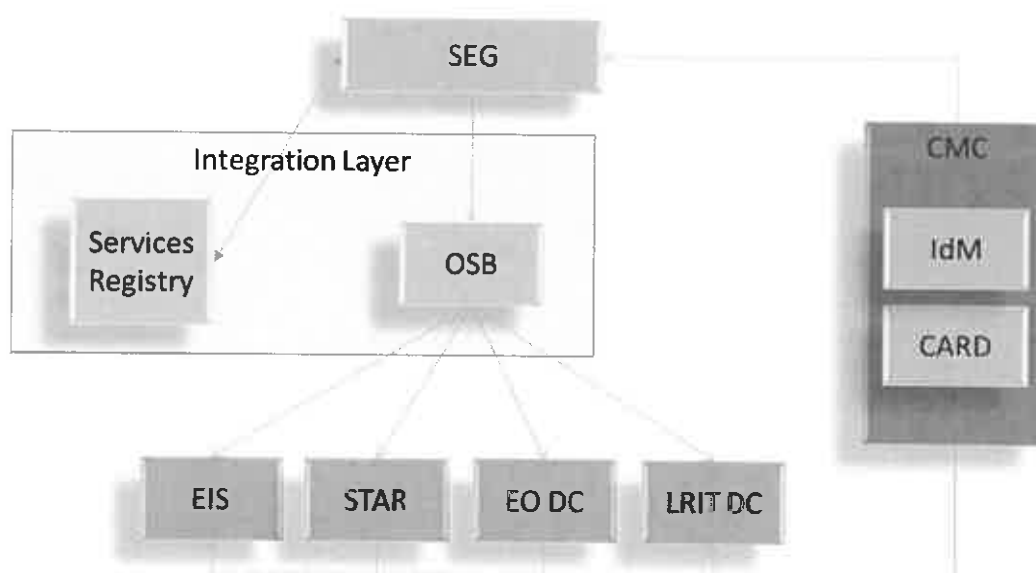 SEG
Integration Layer
CMC
Services
Registry
OSB
IdM
CARD
EIS
STAR
EO DC
LRIT DC